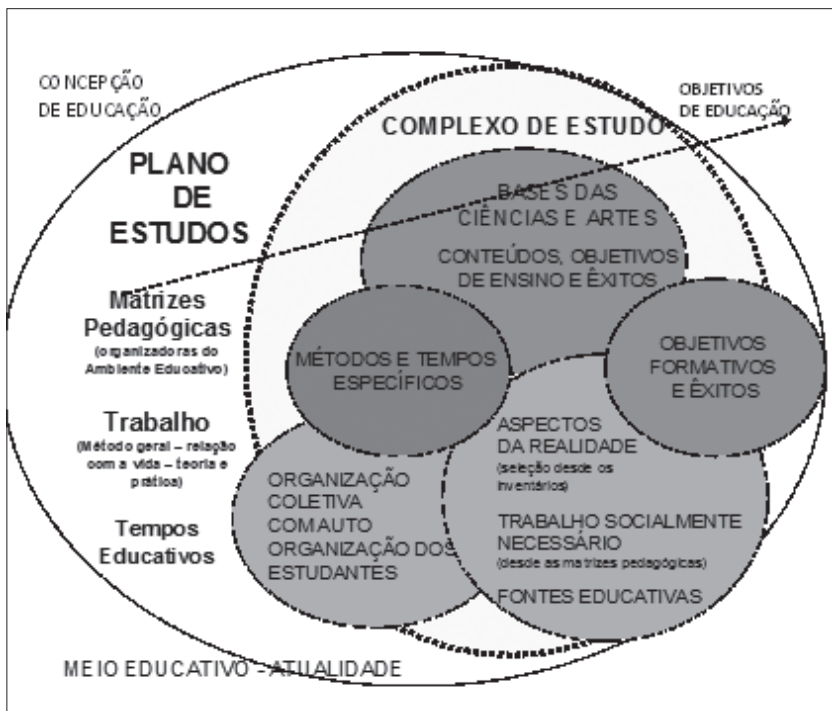 CONCEPÇÃO
DE EDUCAÇÃO
OBJETIVOS
DE EDUCAÇÃO
COMPLEXO DE ESTUDO
PLANO
DE
ESTUDOS
BASES DAS
CIÊNCIAS E ARTES
CONTEÚDOS, OBJETIVOS
DE ENSINO E ÊXITOS
Matrizes
Pedagógicas
(organizadoras do
Ambiente Educativo)
MÉTODOS E TEMPOS
ESPECÍFICOS
OBJETIVOS
FORMATIVOS
E ÊXITOS
Trabalho
(Método geral – relação
com a vida – teoria e
prática)
ASPECTOS
DA REALIDADE
(seleção desde os
inventários)
TRABALHO SOCIALMENTE
NECESSÁRIO
(desde as matrizes pedagógicas)
FONTES EDUCATIVAS
ORGANIZAÇÃO
COLETIVA
COM AUTO
ORGANIZAÇÃO DOS
ESTUDANTES
Tempos
Educativos
MEIO EDUCATIVO - ATUALIDADE